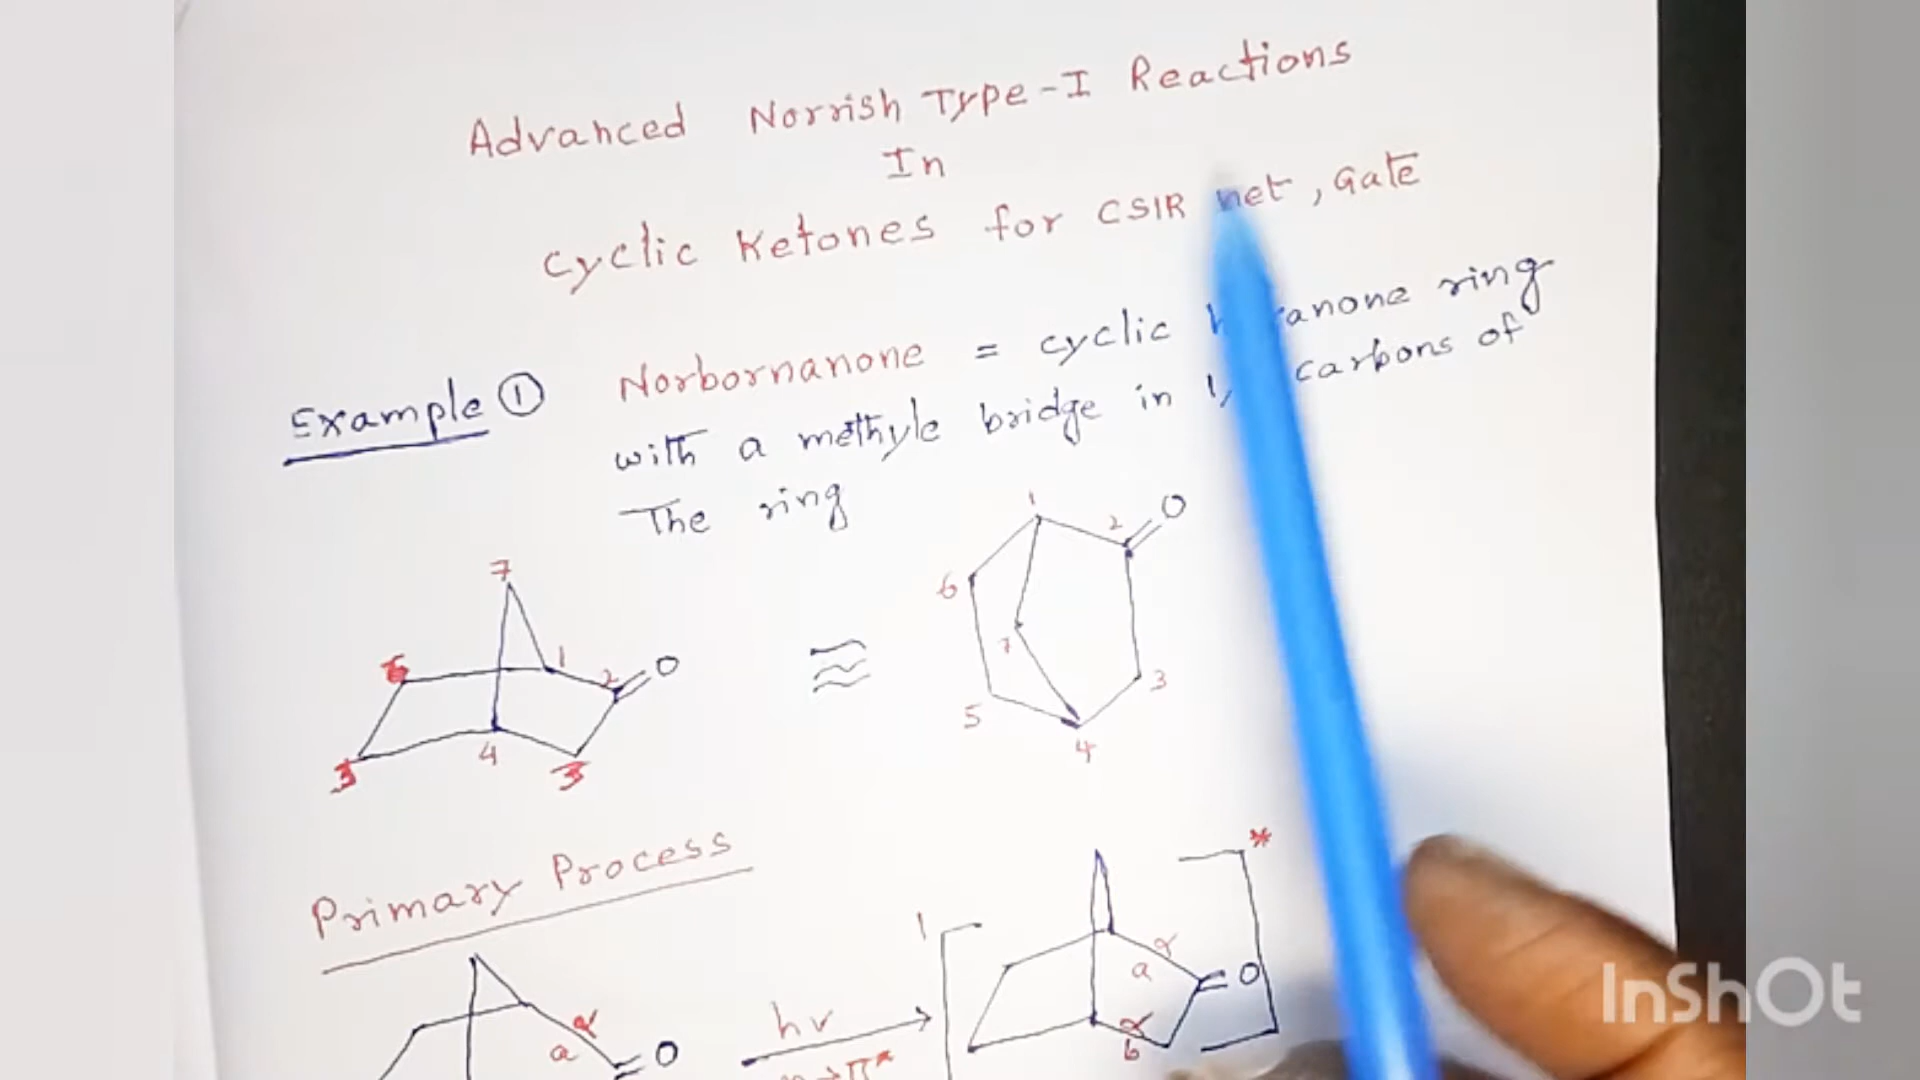 Advanced Norrish Type-I Reactions
In
Cyclic Ketones for CSIR net, Gate
Example ① Norbornanone = cyclic ring
with a methyle bridge in carbons of
The ring
7
6
1
2
O
4
3
1
2
O
6
7
5
3
4
Primary Process
α
a
O
hν
1
α
a
O
α
b
*
InShOt